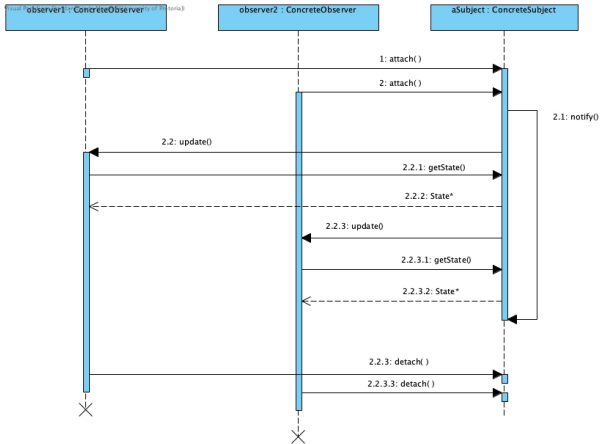 observer1 : ConcreteObserver
observer2 : ConcreteObserver
aSubject : ConcreteSubject
1: attach( )
2: attach( )
2.1: notify()
2.2: update()
2.2.1: getState()
2.2.2: State*
2.2.3: update()
2.2.3.1: getState()
2.2.3.2: State*
2.2.3: detach( )
2.2.3.3: detach( )